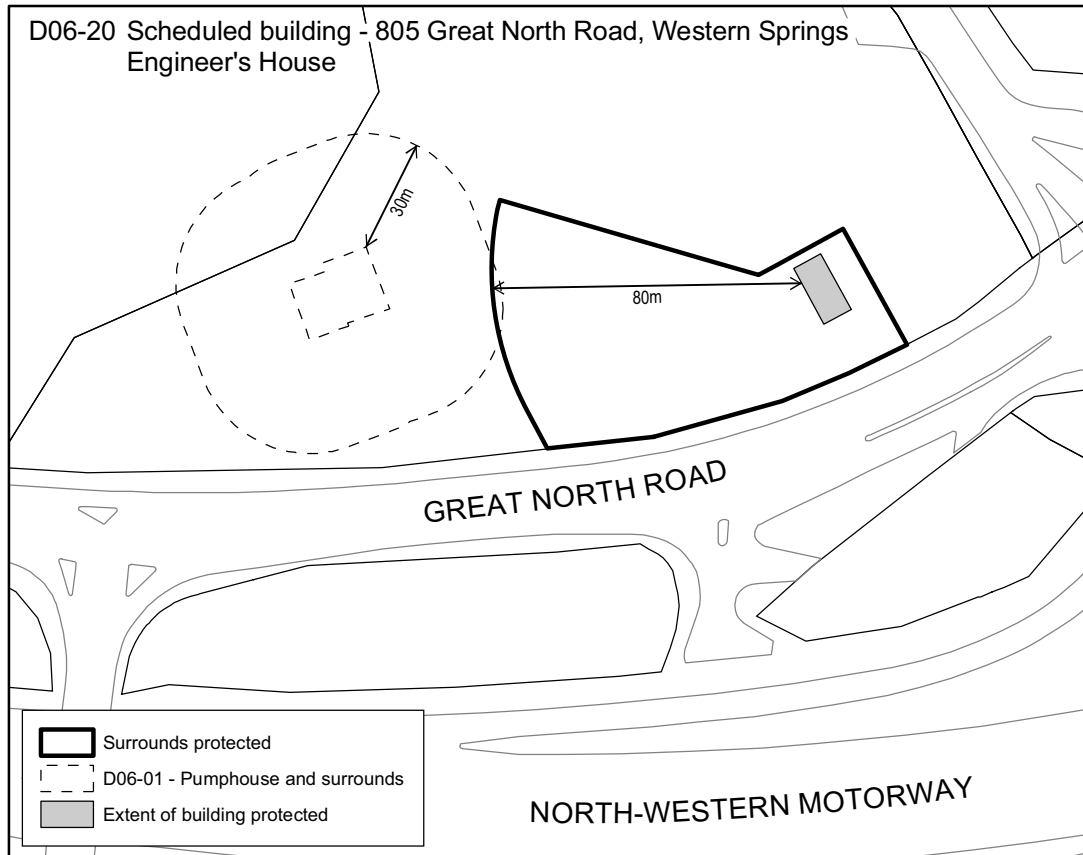 D06-20 Scheduled building - 805 Great North Road, Western Springs
Engineer's House
30m
80m
GREAT NORTH ROAD
Surrounds protected
D06-01 - Pumphouse and surrounds
Extent of building protected
NORTH-WESTERN MOTORWAY